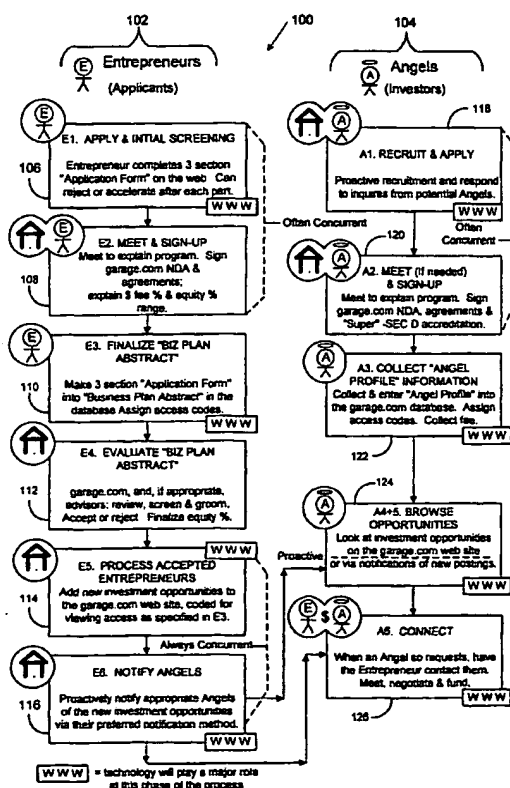 102
100
104
E
Entrepreneurs
(Applicants)
A
Angels
(Investors)
E
E1. APPLY & INTIAL SCREENING
106
Entrepreneur completes 3 section
"Application Form" on the web Can
reject or accelerate after each part.
WWW
Often Concurrent
E
E2. MEET & SIGN-UP
Meet to explain program. Sign
garage.com NDA &
agreements;
explain $ fee % & equity %
range.
108
E
E3. FINALIZE "BIZ PLAN
ABSTRACT"
110
Make 3 section "Application Form"
into "Business Plan Abstract" in the
database Assign access codes.
WWW
E4. EVALUATE "BIZ PLAN
ABSTRACT"
112
garage.com, and, if appropriate,
advisors: review, screen & groom.
Accept or reject Finalize equity %.
WWW
E5. PROCESS ACCEPTED
ENTREPRENEURS
114
Add new investment opportunities to
the garage.com web site, coded for
viewing access as specified in E3.
Always Concurrent
E6. NOTIFY ANGELS
116
Proactively notify appropriate Angels
of the new investment opportunities
via their preferred notification method.
WWW
WWW = technology will play a major role
at this phase of the process
118
A
A1. RECRUIT & APPLY
Proactive recruitment and respond
to inquires from potential Angels.
WWW
Often
Concurrent
120
A
A2. MEET (If needed)
& SIGN-UP
Meet to explain program. Sign
garage.com NDA, agreements &
"Super" -SEC D accreditation.
A
A3. COLLECT "ANGEL
PROFILE" INFORMATION
Collect & enter "Angel Profile" into
the garage.com database. Assign
access codes. Collect fee.
WWW
122
124
A
A4+5. BROWSE
OPPORTUNITIES
Proactive
Look at investment opportunities
on the garage.com web site
or via notifications of new postings.
WWW
E $ A
A6. CONNECT
When an Angel so requests, have
the Entrepreneur contact them.
Meet, negotiate & fund.
WWW
126